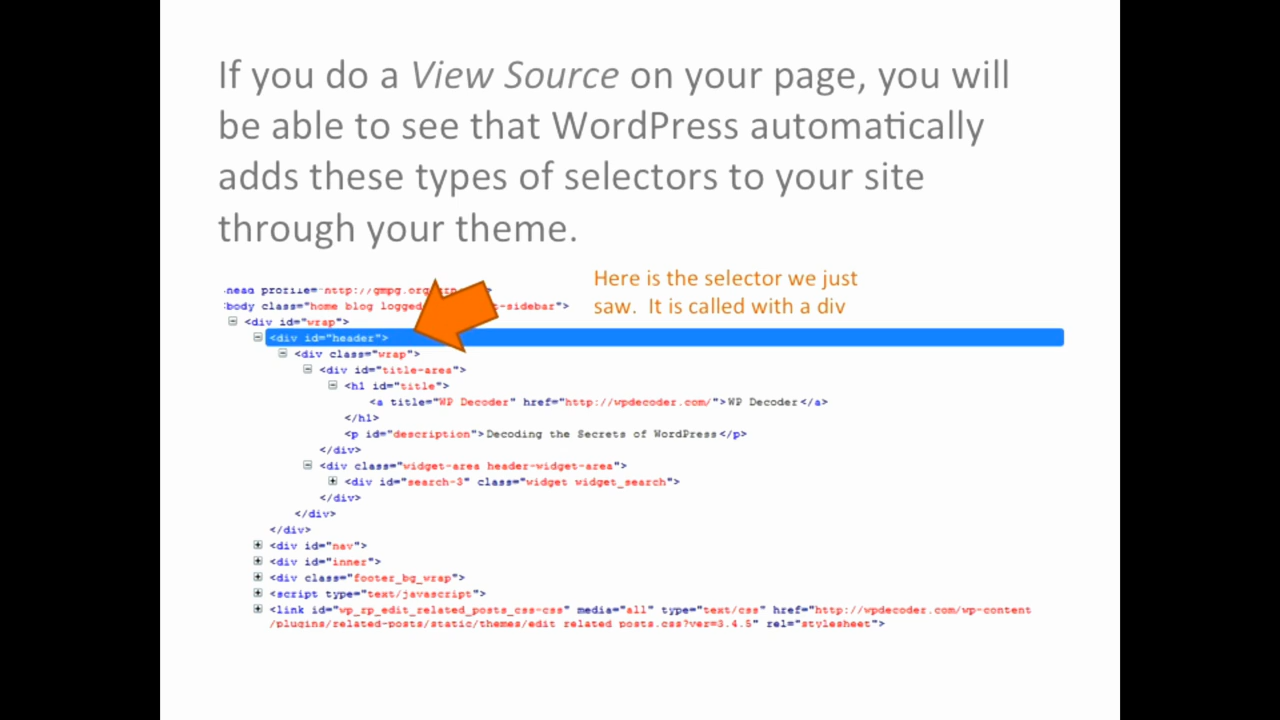 If you do a View Source on your page, you will
be able to see that WordPress automatically
adds these types of selectors to your site
through your theme.
Here is the selector we just
saw. It is called with a div
head profile="http://gmpg.org/
body class="home blog logged t-sidebar">
<div id="wrap">
<div id="header">
<div class="wrap">
<div id="title-area">
<h1 id="title">
<a title="WP Decoder" href="http://wpdecoder.com/">WP Decoder</a>
</h1>
<p id="description">Decoding the Secrets of WordPress</p>
</div>
<div class="widget-area header-widget-area">
<div id="search-3" class="widget widget_search">
</div>
</div>
</div>
<div id="nav">
<div id="inner">
<div class="footer_bg_wrap">
<script type="text/javascript">
<link id="wp_rp_edit_related_posts_css-css" media="all" type="text/css" href="http://wpdecoder.com/wp-content
/plugins/related-posts/static/themes/edit_related_posts.css?ver=3.4.5" rel="stylesheet">